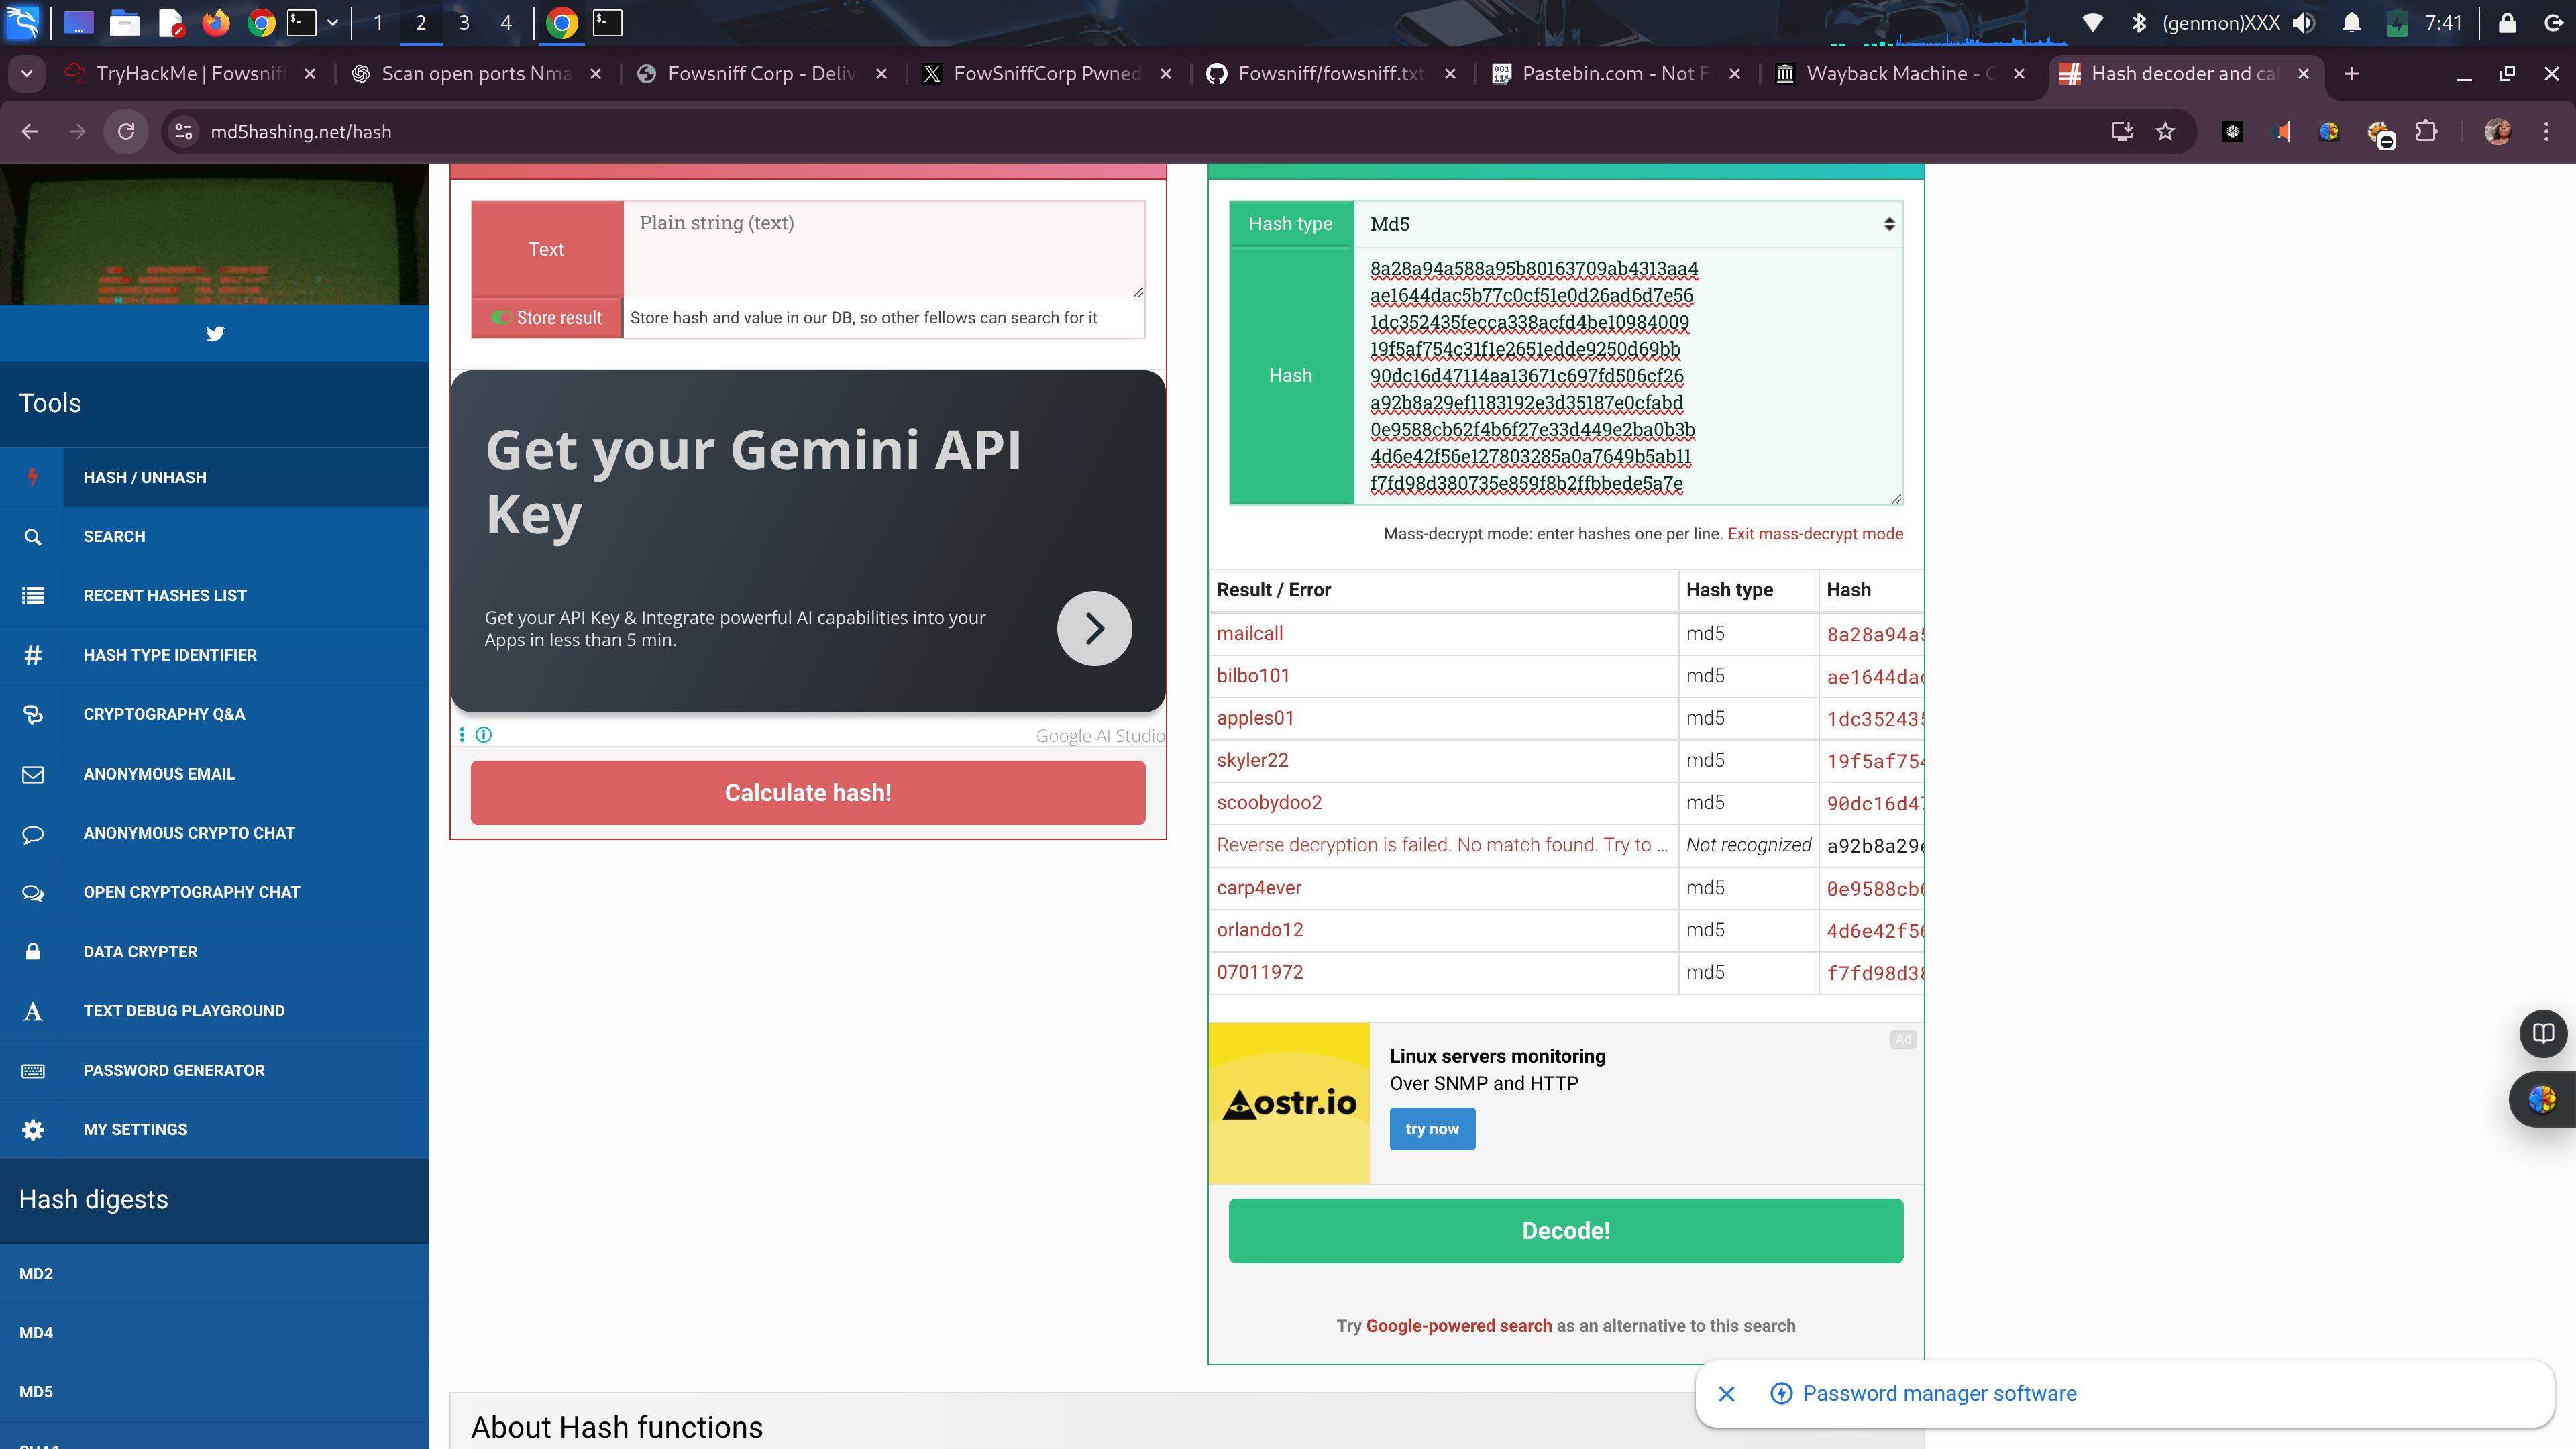 1 2 3 4
(genmon)XXX
7:41
TryHackMe | Fowsniff
Scan open ports Nma
Fowsniff Corp - Deliv
FowSniffCorp Pwned
Fowsniff/fowsniff.txt
Pastebin.com - Not F
Wayback Machine - C
Hash decoder and cal
md5hashing.net/hash
Tools
HASH / UNHASH
SEARCH
RECENT HASHES LIST
HASH TYPE IDENTIFIER
CRYPTOGRAPHY Q&A
ANONYMOUS EMAIL
ANONYMOUS CRYPTO CHAT
OPEN CRYPTOGRAPHY CHAT
DATA CRYPTER
TEXT DEBUG PLAYGROUND
PASSWORD GENERATOR
MY SETTINGS
Hash digests
MD2
MD4
MD5
Text
Plain string (text)
Store result
Store hash and value in our DB, so other fellows can search for it
Get your Gemini API
Key
Get your API Key & Integrate powerful AI capabilities into your
Apps in less than 5 min.
Google AI Studio
Calculate hash!
Hash type
Md5
Hash
8a28a94a588a95b80163709ab4313aa4
ae1644dac5b77c0cf51e0d26ad6d7e56
1dc352435fecca338acfd4be10984009
19f5af754c31f1e2651edde9250d69bb
90dc16d47114aa13671c697fd506cf26
a92b8a29ef1183192e3d35187e0cfabd
0e9588cb62f4b6f27e33d449e2ba0b3b
4d6e42f56e127803285a0a7649b5ab11
f7fd98d380735e859f8b2ffbbede5a7e
Mass-decrypt mode: enter hashes one per line. Exit mass-decrypt mode
Result / Error Hash type Hash
mailcall md5 8a28a94a5
bilbo101 md5 ae1644dac
apples01 md5 1dc352435
skyler22 md5 19f5af754
scoobydoo2 md5 90dc16d47
Reverse decryption is failed. No match found. Try to ... Not recognized a92b8a29e
carp4ever md5 0e9588cb6
orlando12 md5 4d6e42f56
07011972 md5 f7fd98d38
Ad
ostr.io
Linux servers monitoring
Over SNMP and HTTP
try now
Decode!
Try Google-powered search as an alternative to this search
Password manager software
About Hash functions